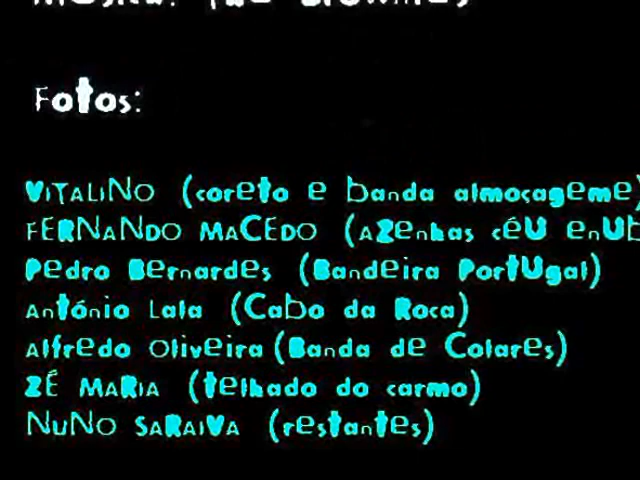 Fotos:
VITALINO (coreto e banda almoçageme)
FERNANDO MACEDO (Azenhas céu
Pedro Bernardes (Bandeira Portugal)
António Lala (Cabo da Roca)
Alfredo Oliveira (Banda de Colares)
ZÉ MARIA (telhado do carmo)
NuNO SARAIVA (restantes)